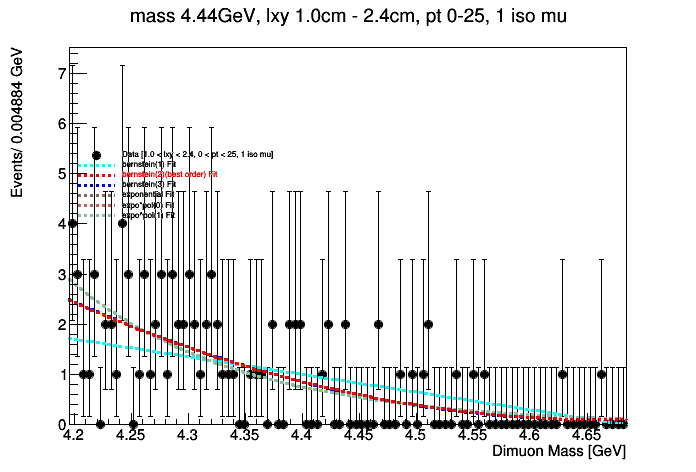 mass 4.44GeV, lxy 1.0cm - 2.4cm, pt 0-25, 1 iso mu
Events/ 0.004884 GeV
7
6
5
4
3
2
1
0
Data [1.0 < lxy < 2.4, 0 < pt < 25, 1 iso mu]
bernstein(1) Fit
bernstein(2)(best order) Fit
bernstein(3) Fit
exponential Fit
expo*pol(0) Fit
expo*pol(1) Fit
4.2 4.25 4.3 4.35 4.4 4.45 4.5 4.55 4.6 4.65
Dimuon Mass [GeV]